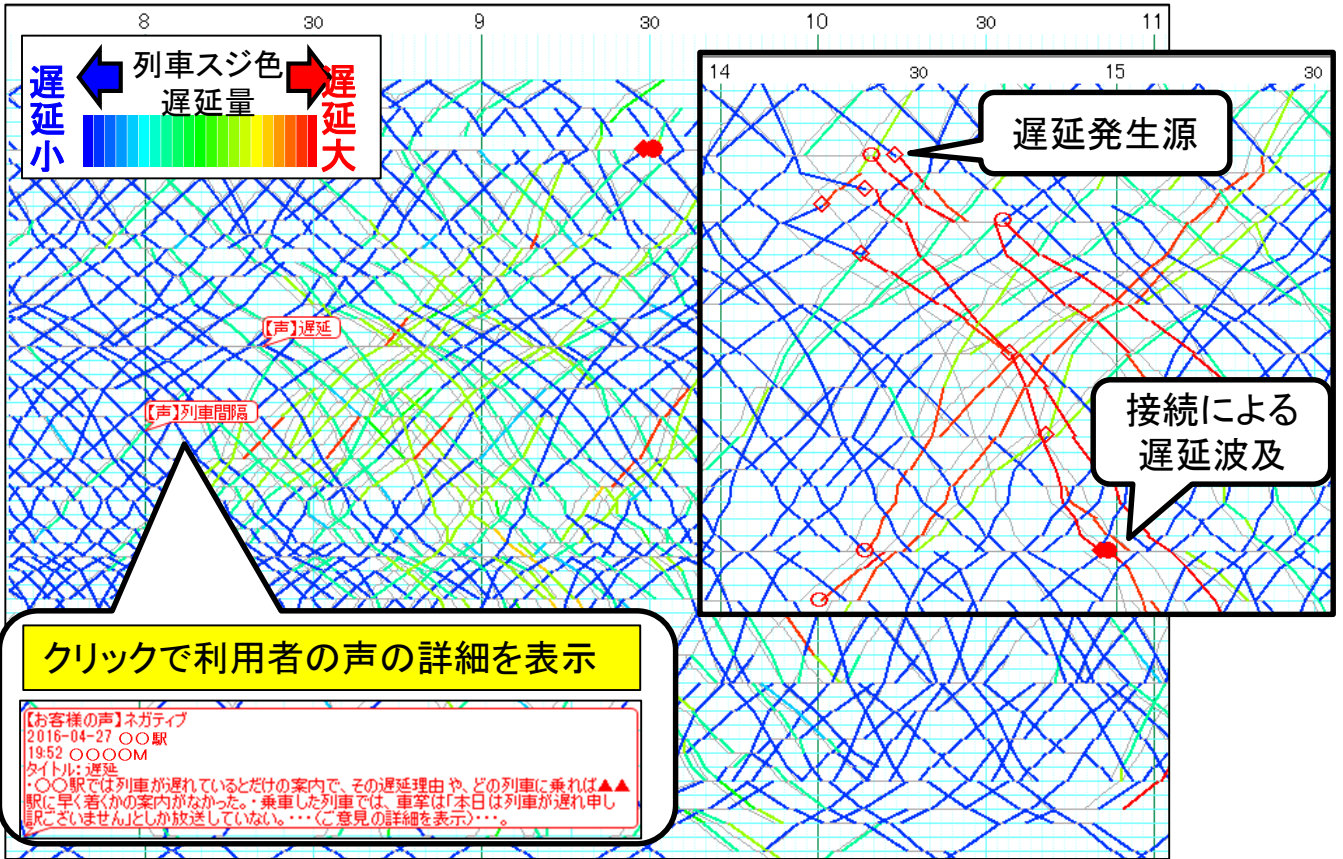 8 30 9 30 10 30 11
遅延小
列車スジ色
遅延量
遅延大
14 30 15 30
遅延発生源
【声】遅延
【声】列車間隔
接続による
遅延波及
クリックで利用者の声の詳細を表示
【お客様の声】ネガティブ
2016-04-27 〇〇駅
19:52 〇〇〇〇M
タイトル：遅延
・〇〇駅では列車が遅れているとだけの案内で、その遅延理由や、どの列車に乗れば▲▲
駅に早く着くかの案内がなかった。・乗車した列車では、車掌は「本日は列車が遅れ申し
訳ございません」としか放送していない。・・・（ご意見の詳細を表示）・・・。